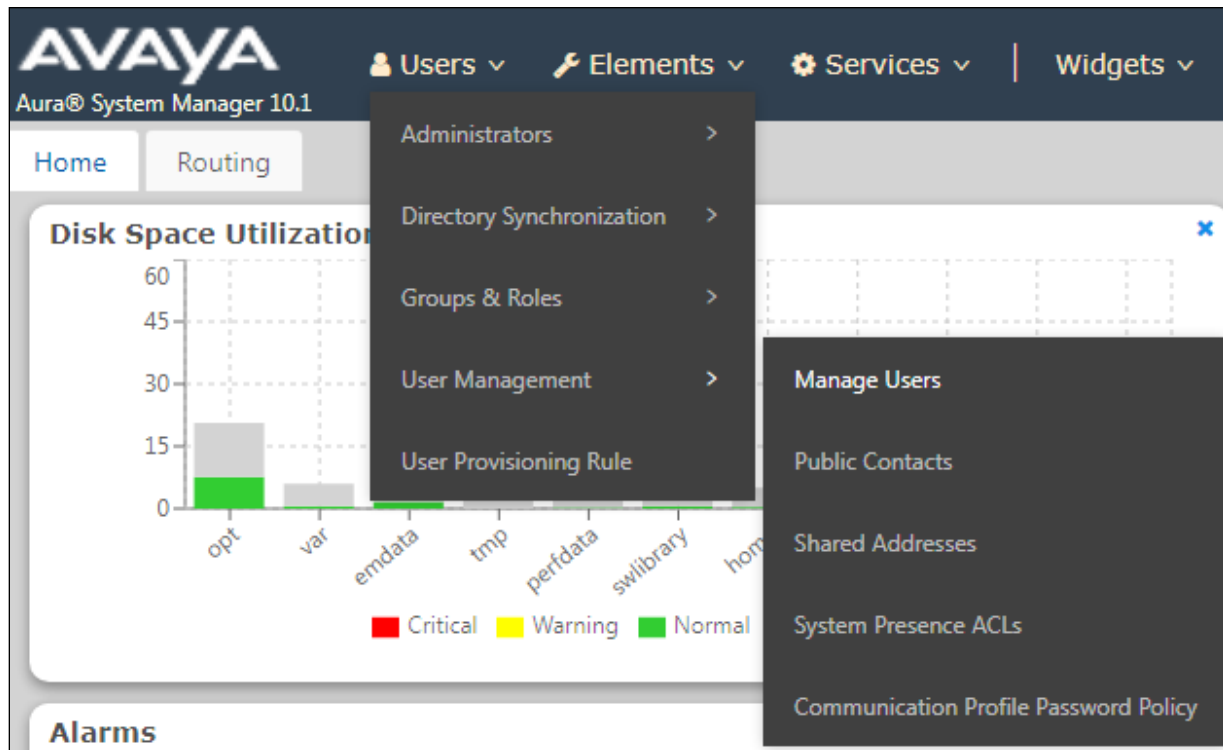 AVAYA
Aura® System Manager 10.1
Users
Elements
Services
Widgets
Home
Routing
Administrators
Directory Synchronization
Groups & Roles
User Management
User Provisioning Rule
Manage Users
Public Contacts
Shared Addresses
System Presence ACLs
Communication Profile Password Policy
Disk Space Utilization
60
45
30
15
0
opt
var
emdata
tmp
perfdata
swlibrary
hom
Critical
Warning
Normal
Alarms